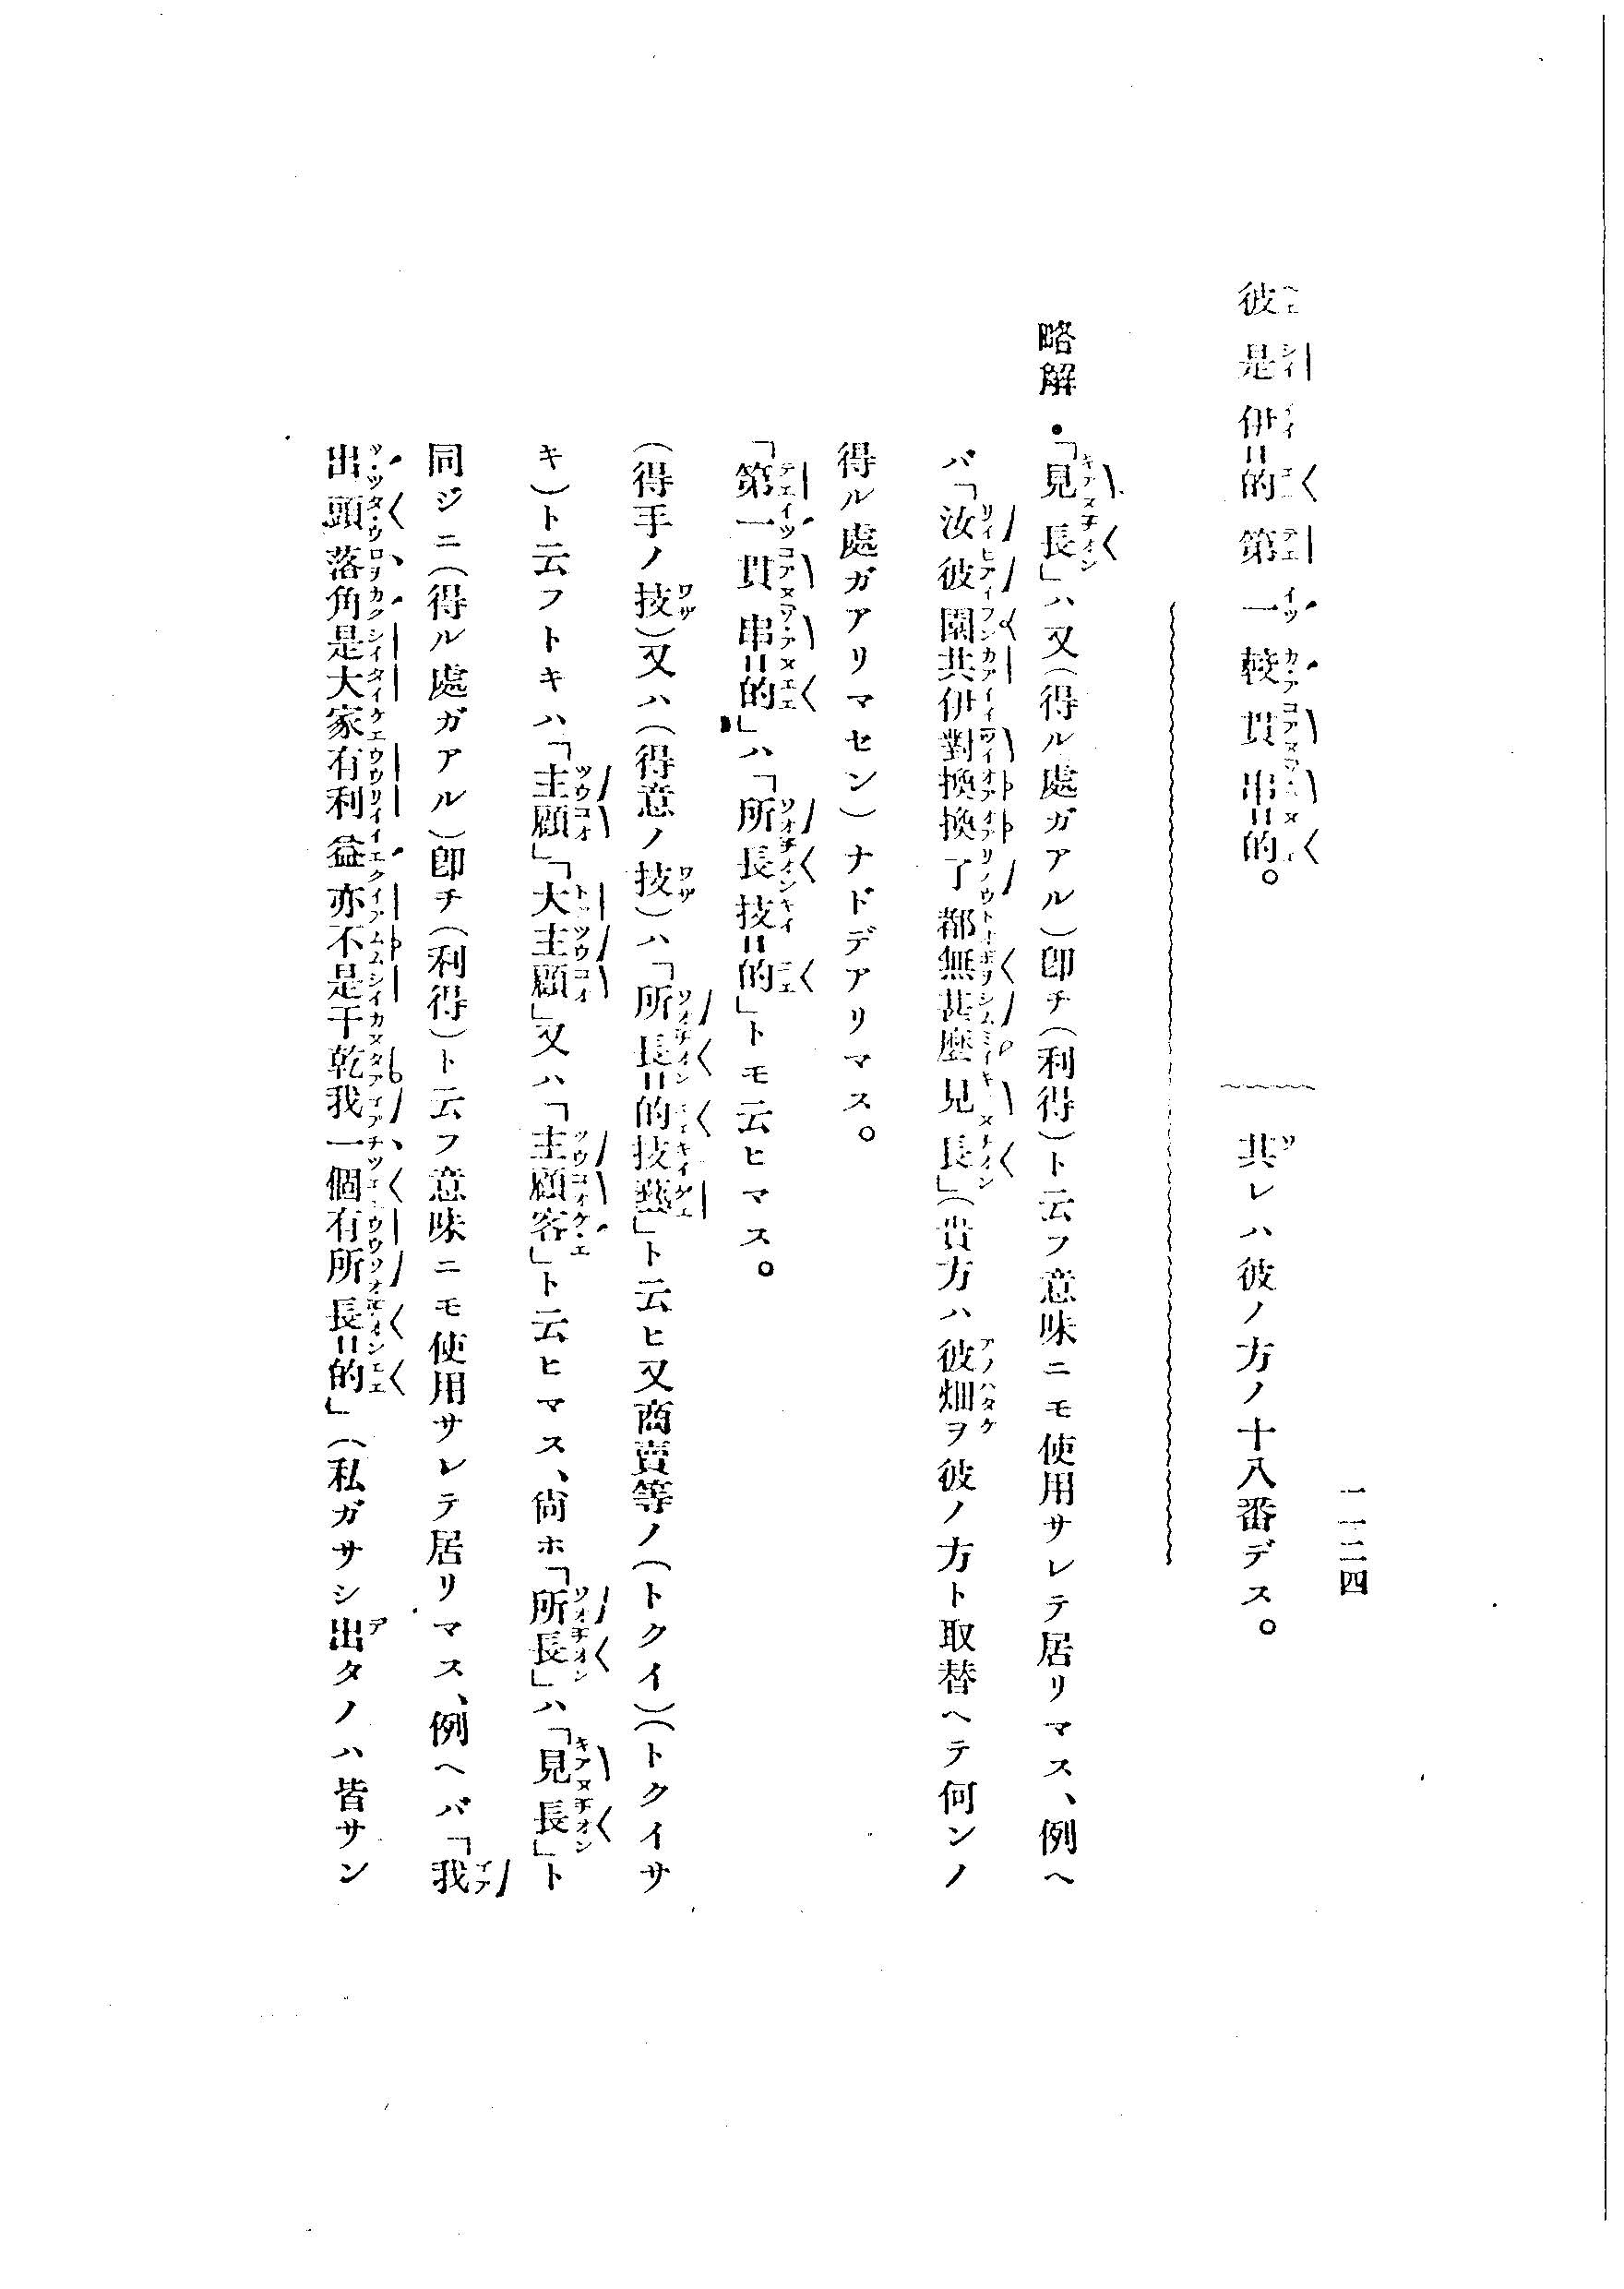 一一二四
彼是伊〻的第一較貫串〻的。 共レハ彼ノ方ノ十八番デス。
略解・「見長」ハ又(得ル處ガアル)卽チ(利得)ト云フ意味ニモ使用サレテ居リマス、例ヘ
バ「汝彼園共伊對換換了都無甚麼見長」(貴方ハ彼畑ヲ彼ノ方ト取替ヘテ何ンノ
得ル處ガアリマセン)ナドデアリマス。
「第一貫串〻的」ハ「所長技〻的」トモ云ヒマス。
(得手ノ技)又ハ(得意ノ技)ハ「所長〻的技藝」ト云ヒ又商賣等ノ(トクイ)(トクイサ
キ)ト云フトキハ、「主顧」「大主顧」又ハ「主顧客」ト云ヒマス、尙ホ「所長」ハ「見長」ト
同ジニ(得ル處ガアル)卽チ(利得)ト云フ意味ニモ使用サレテ居リマス、例ヘバ「我
出頭落角是大家有利益亦不是干乾我一個有所長〻的」(私ガサシ出タノハ皆サン